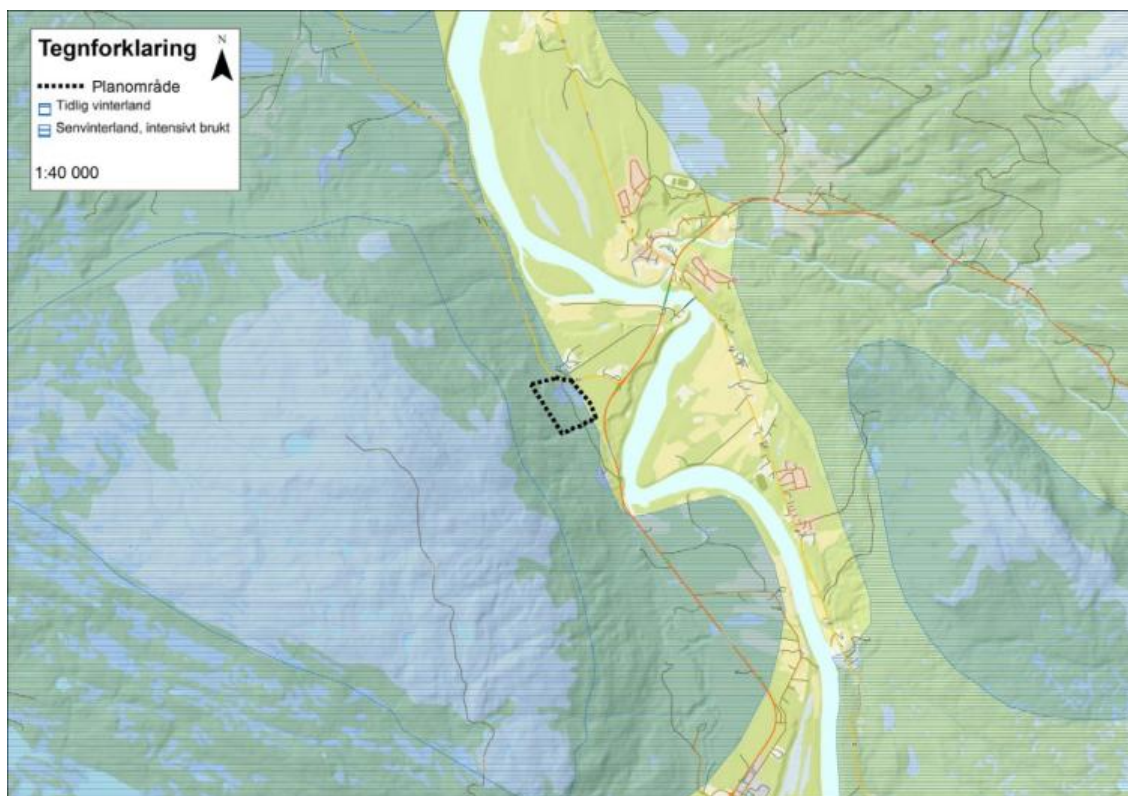 Tegnforklaring
N
Planområde
Tidlig vinterland
Senvinterland, intensivt brukt
1:40 000